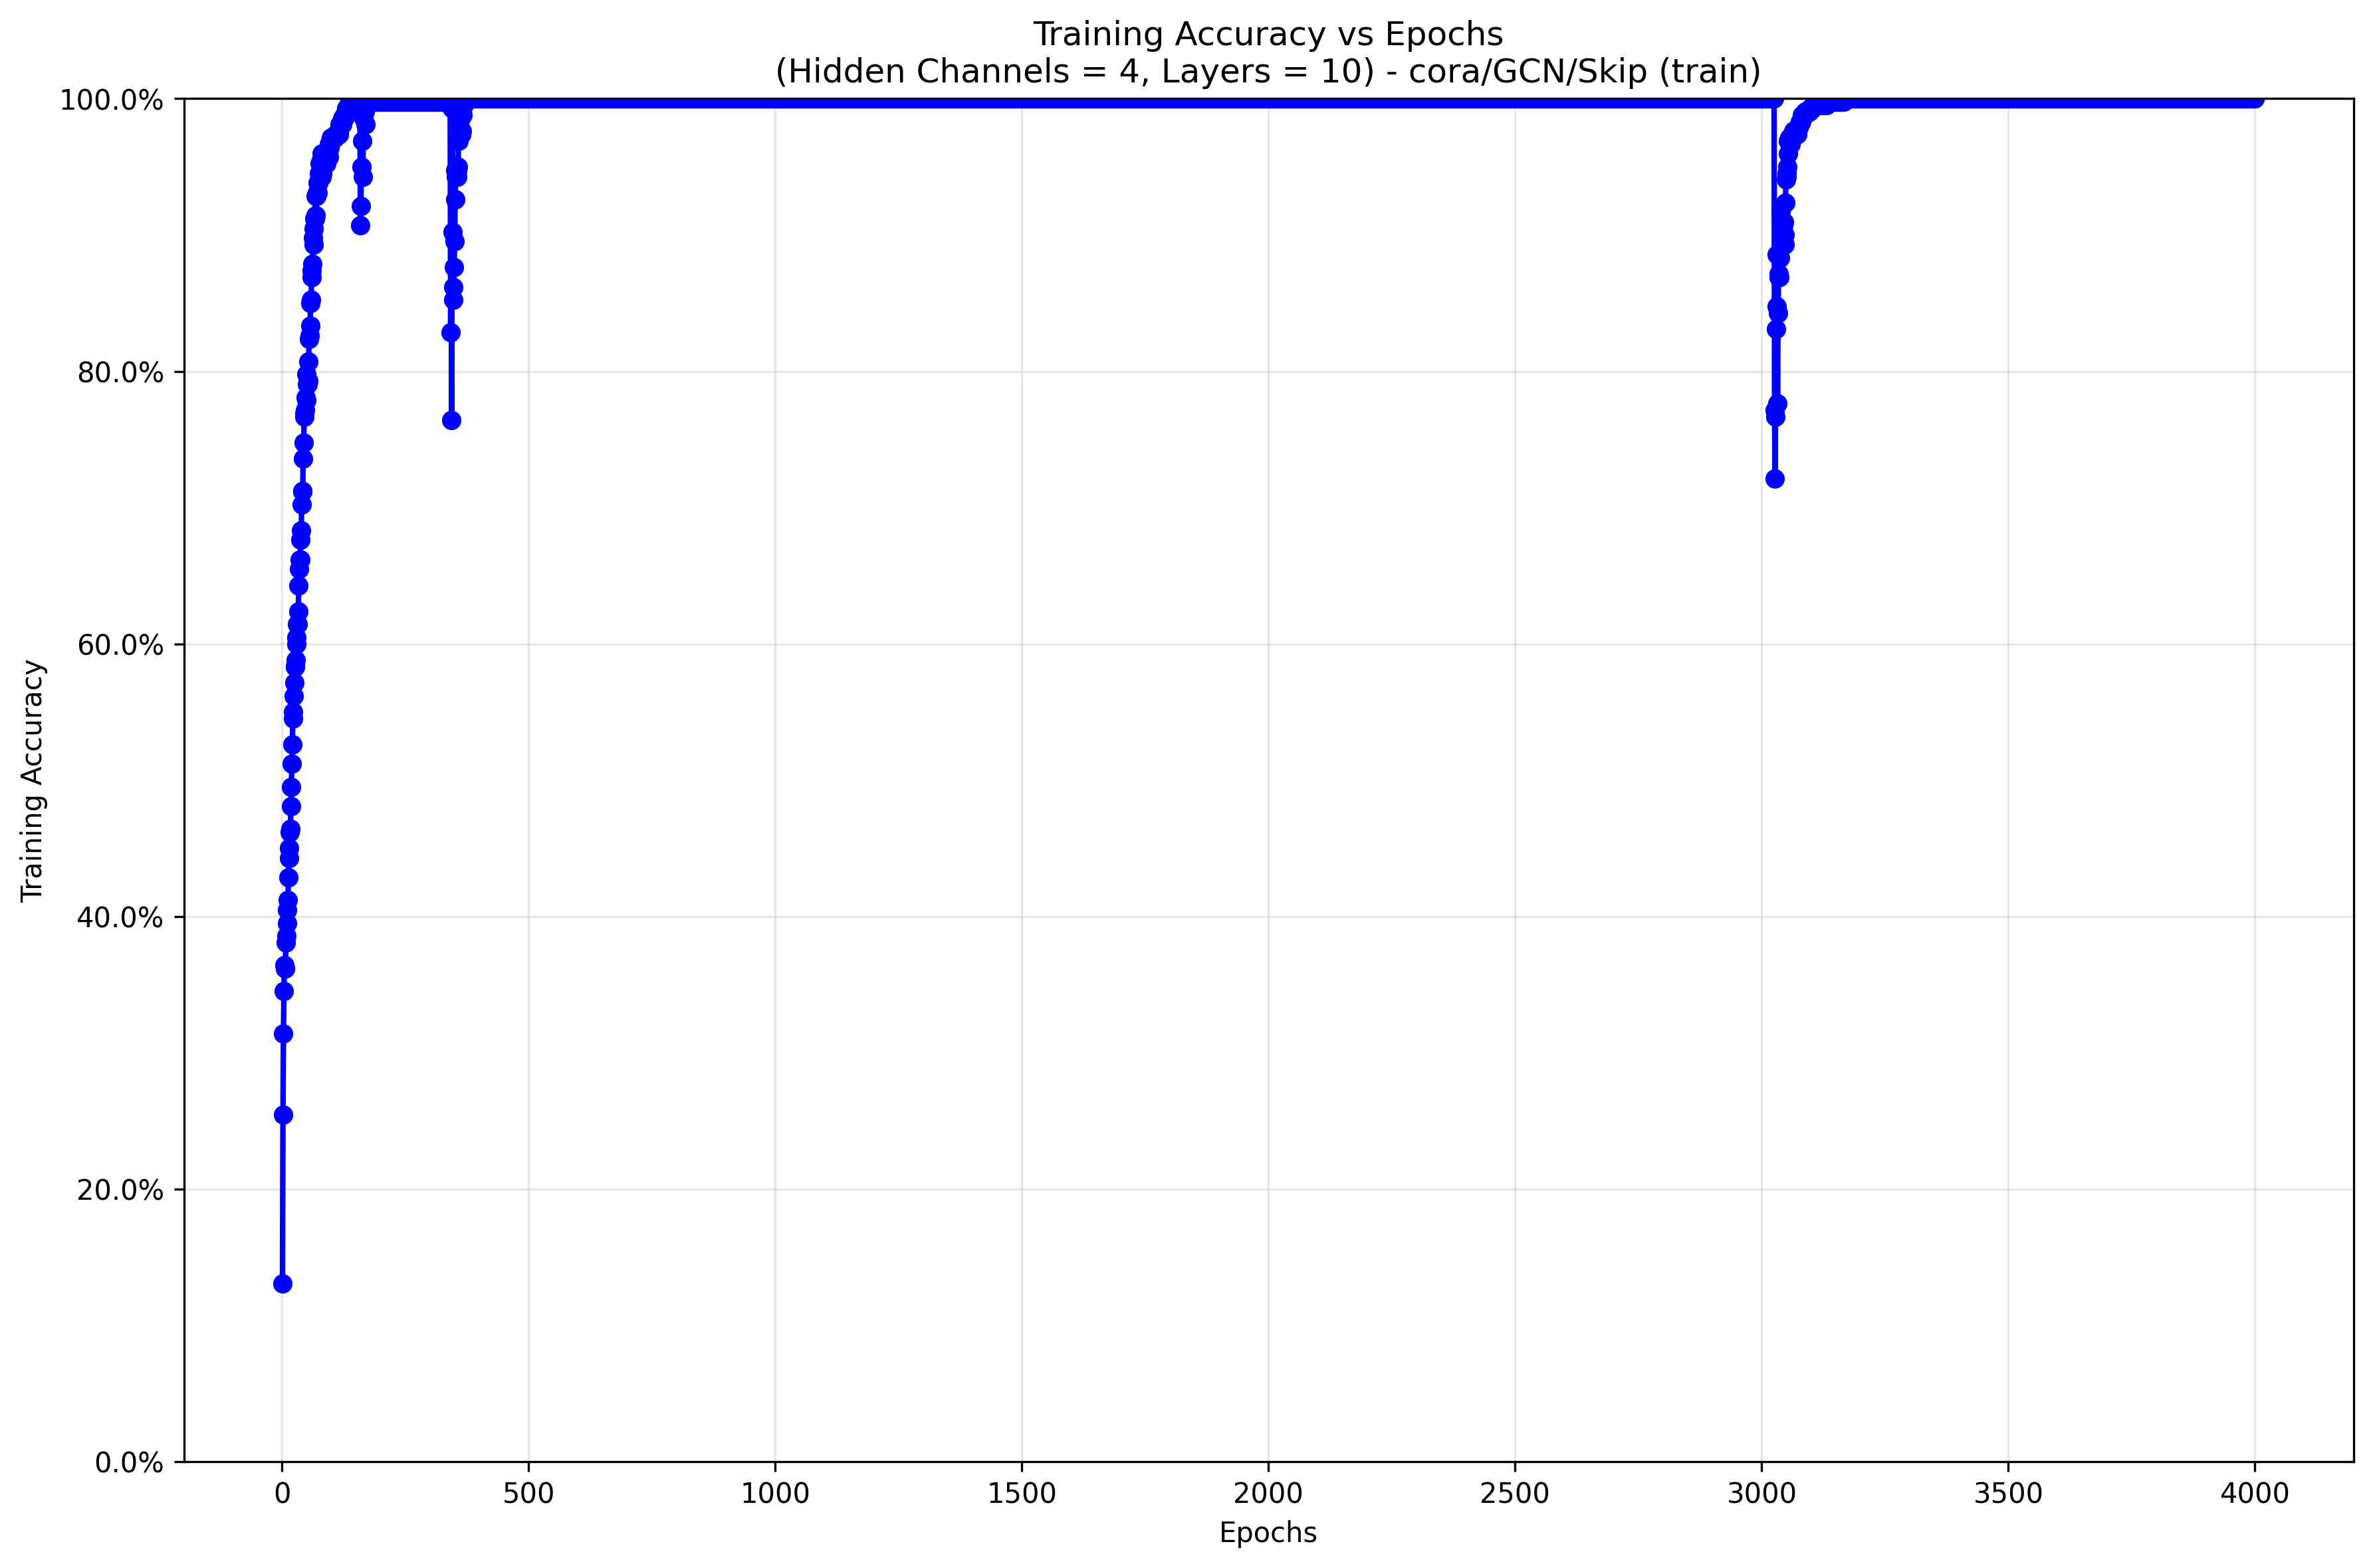 Training Accuracy vs Epochs
(Hidden Channels = 4, Layers = 10) - cora/GCN/Skip (train)
100.0%
80.0%
60.0%
40.0%
20.0%
0.0%
Training Accuracy
0 500 1000 1500 2000 2500 3000 3500 4000
Epochs